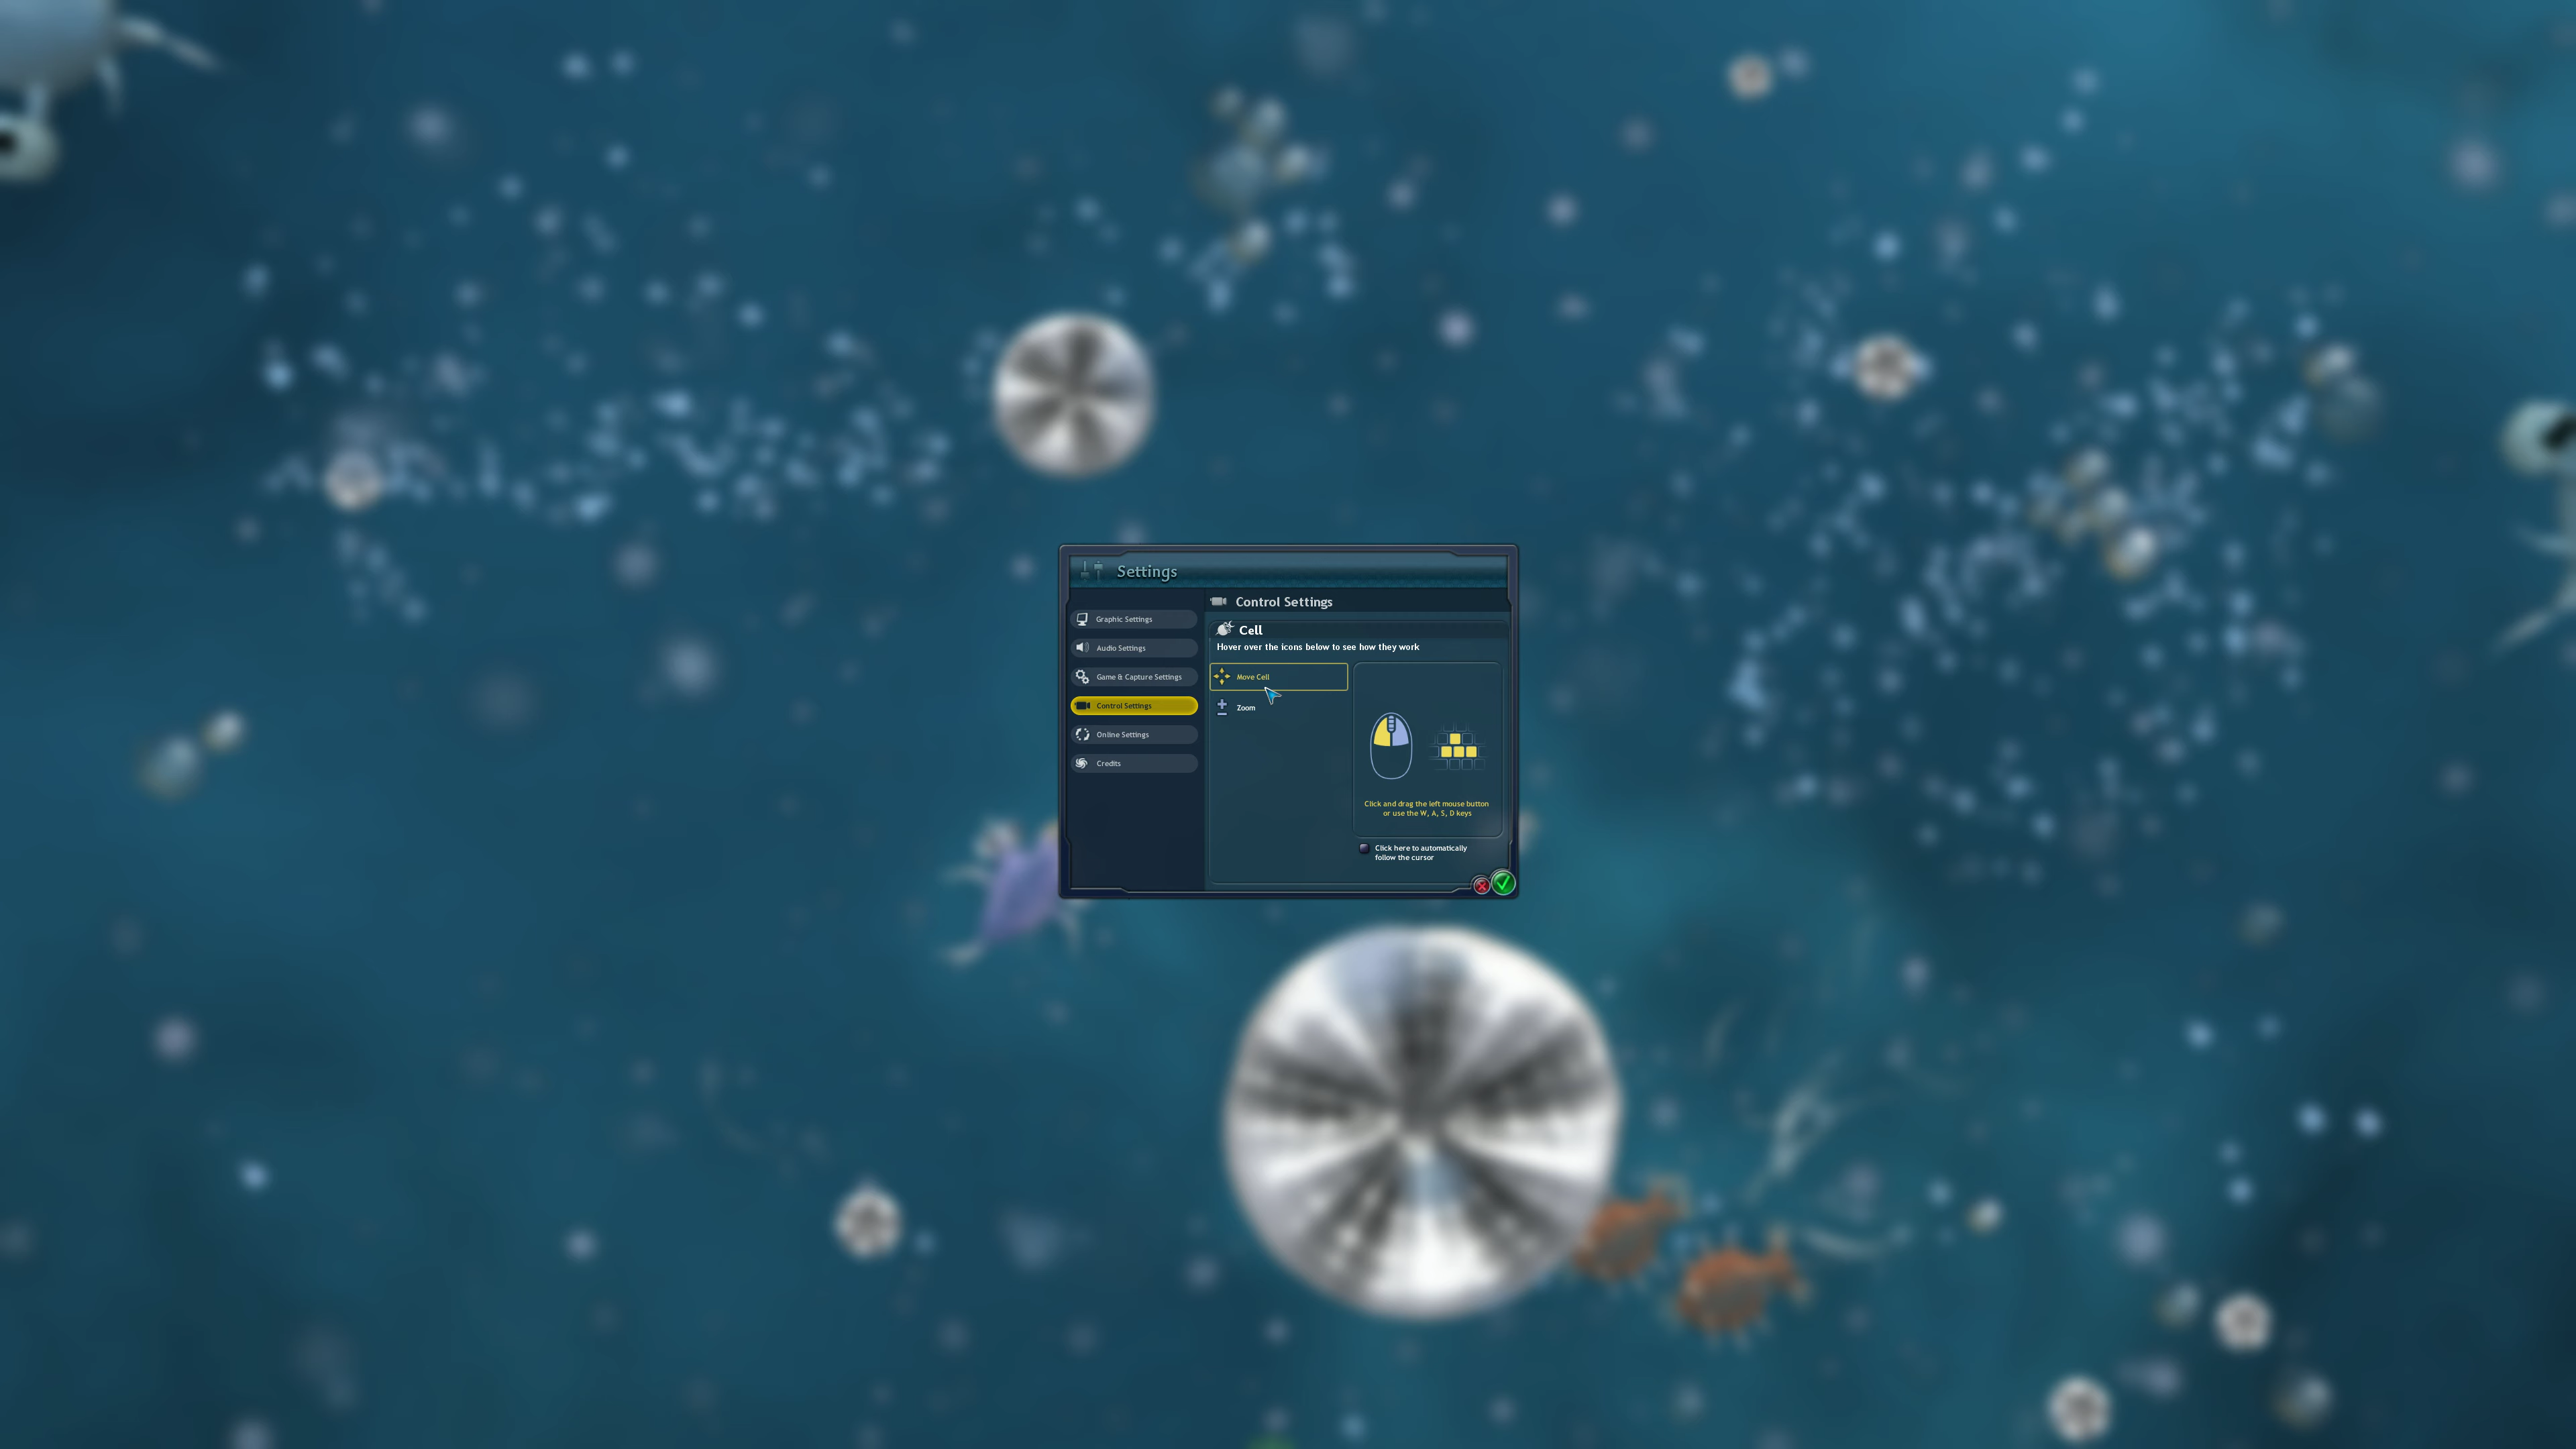 Settings
Graphic Settings
Audio Settings
Game & Capture Settings
Control Settings
Online Settings
Credits
Control Settings
Cell
Hover over the icons below to see how they work
Move Cell
Zoom
Click and drag the left mouse button
or use the W, A, S, D keys
Click here to automatically
follow the cursor